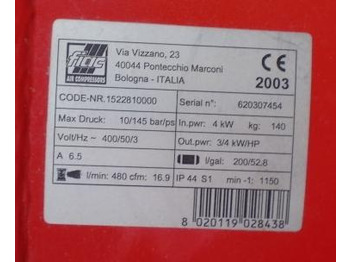 fiac
AIR COMPRESSORS
Via Vizzano, 23
40044 Pontecchio Marconi
Bologna - ITALIA
CE
2003
CODE-NR.1522810000 Serial n°: 620307454
Max Druck: 10/145 bar/psi In.pwr: 4 kW kg: 140
Volt/Hz ~ 400/50/3 Out.pwr: 3/4 kW/HP
A 6.5 l/gal: 200/52.8
l/min: 480 cfm: 16.9 IP 44 S1 min -1: 1150
8 020119 028438